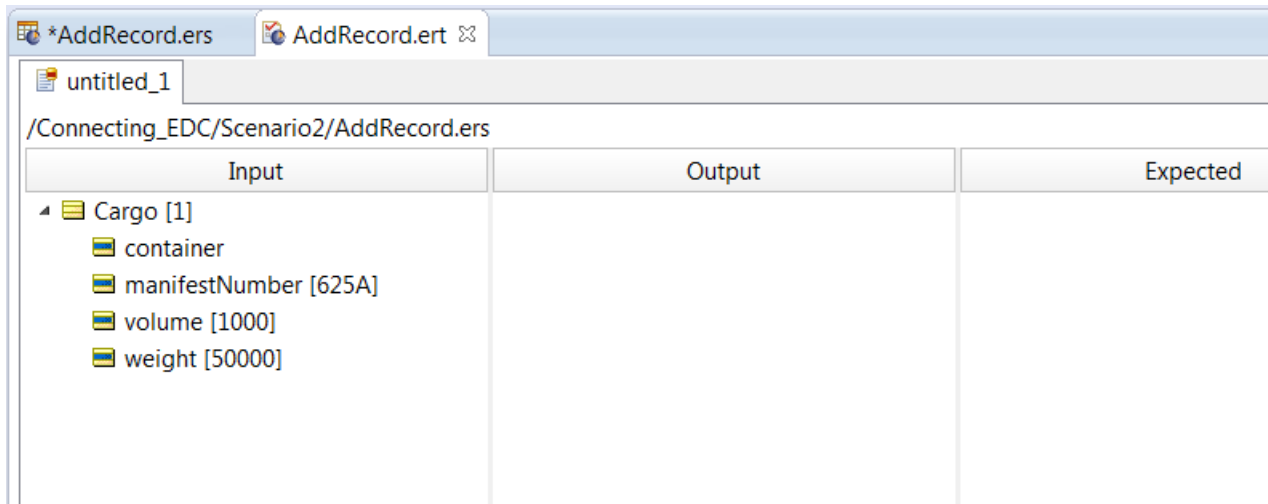 *AddRecord.ers AddRecord.ert
untitled_1
/Connecting_EDC/Scenario2/AddRecord.ers
Input Output Expected
Cargo [1]
container
manifestNumber [625A]
volume [1000]
weight [50000]